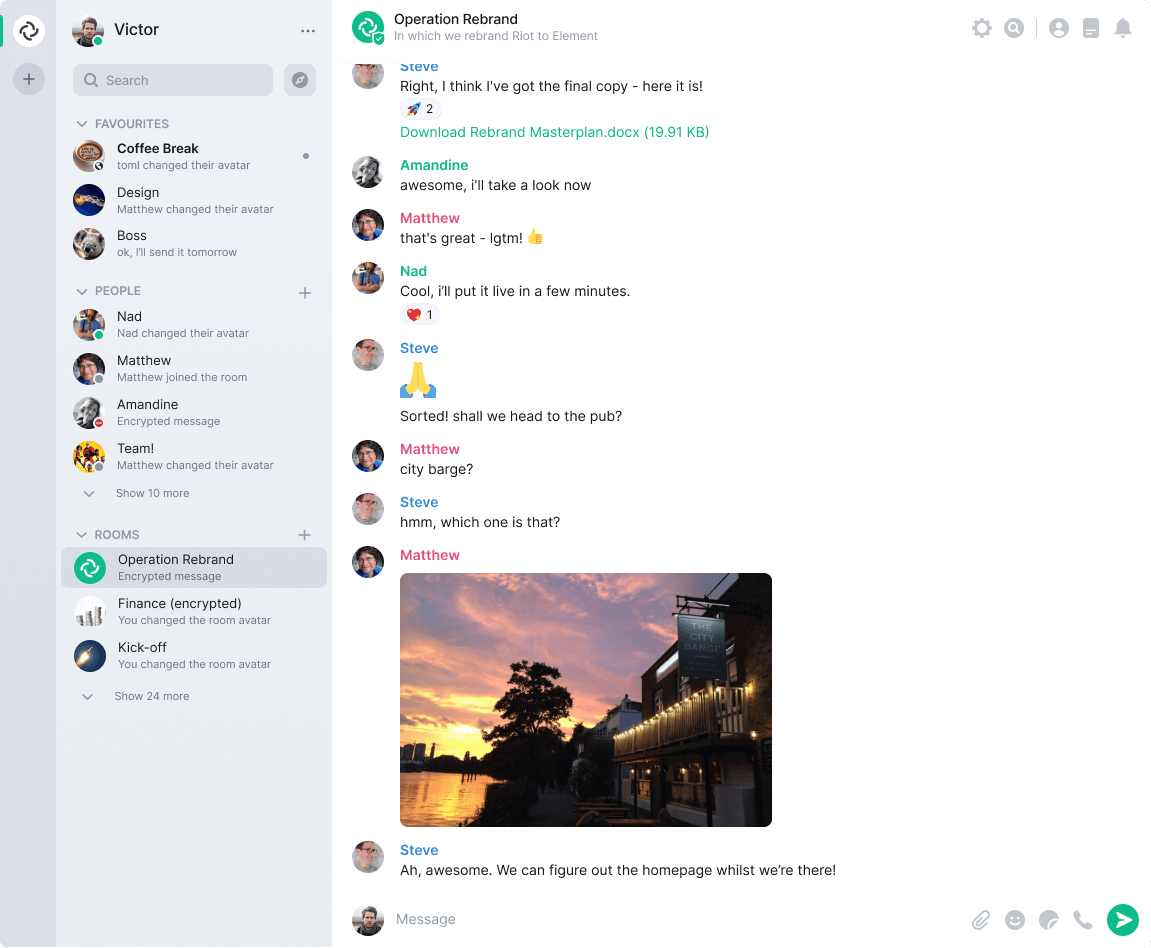 Victor
Search
FAVOURITES
Coffee Break
toml changed their avatar
Design
Matthew changed their avatar
Boss
ok, I'll send it tomorrow
PEOPLE
Nad
Nad changed their avatar
Matthew
Matthew joined the room
Amandine
Encrypted message
Team!
Matthew changed their avatar
Show 10 more
ROOMS
Operation Rebrand
Encrypted message
Finance (encrypted)
You changed the room avatar
Kick-off
You changed the room avatar
Show 24 more
Operation Rebrand
In which we rebrand Riot to Element
Steve
Right, I think I've got the final copy - here it is!
🚀 2
Download Rebrand Masterplan.docx (19.91 KB)
Amandine
awesome, i'll take a look now
Matthew
that's great - lgtm! 👍
Nad
Cool, i’ll put it live in a few minutes.
💖 1
Steve
🙏
Sorted! shall we head to the pub?
Matthew
city barge?
Steve
hmm, which one is that?
Matthew
THE
CITY
BARGE
Steve
Ah, awesome. We can figure out the homepage whilst we’re there!
Message